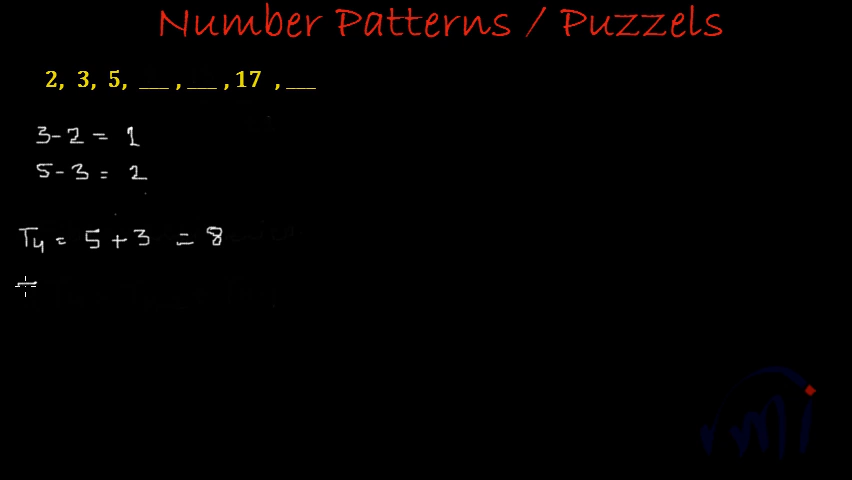 Number Patterns / Puzzels
2, 3, 5, ___ , ___ , 17 , ___
3 - 2 = 1
5 - 3 = 2
T4 = 5 + 3 = 8
vmi